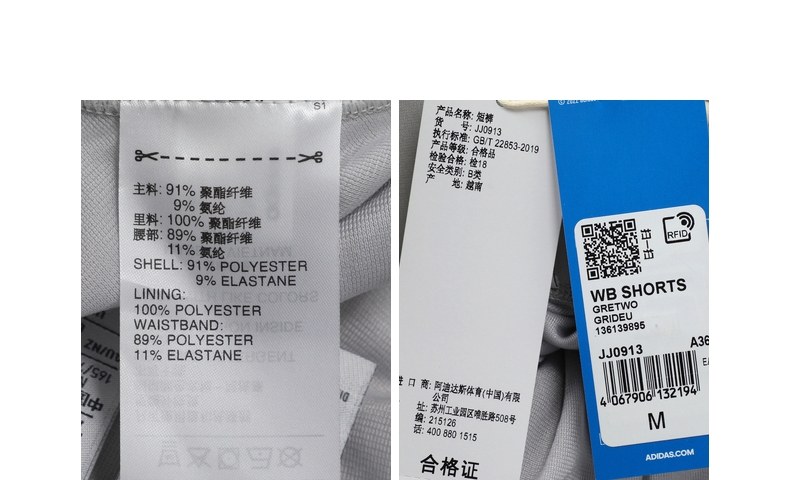 S1
主料: 91% 聚酯纤维
9% 氨纶
里料: 100% 聚酯纤维
腰部: 89% 聚酯纤维
11% 氨纶
SHELL: 91% POLYESTER
9% ELASTANE
LINING:
100% POLYESTER
WAISTBAND:
89% POLYESTER
11% ELASTANE
产品名称: 短裤
货 号: JJ0913
执行标准: GB/T 22853-2019
产品等级: 合格品
检验合格: 检18
安全类别: B类
产 地: 越南
口 商: 阿迪达斯体育(中国)有限
公司
址: 苏州工业园区唯胜路508号
编: 215126
话: 400 880 1515
合格证
RFID
WB SHORTS
GRETWO
GRIDEU
136139895
JJ0913
A36
4 067906 132194
M
ADIDAS.COM